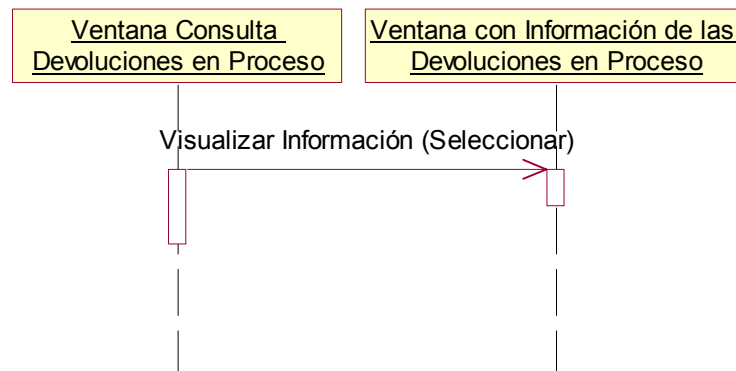 Ventana Consulta
Devoluciones en Proceso
Ventana con Información de las
Devoluciones en Proceso
Visualizar Información (Seleccionar)